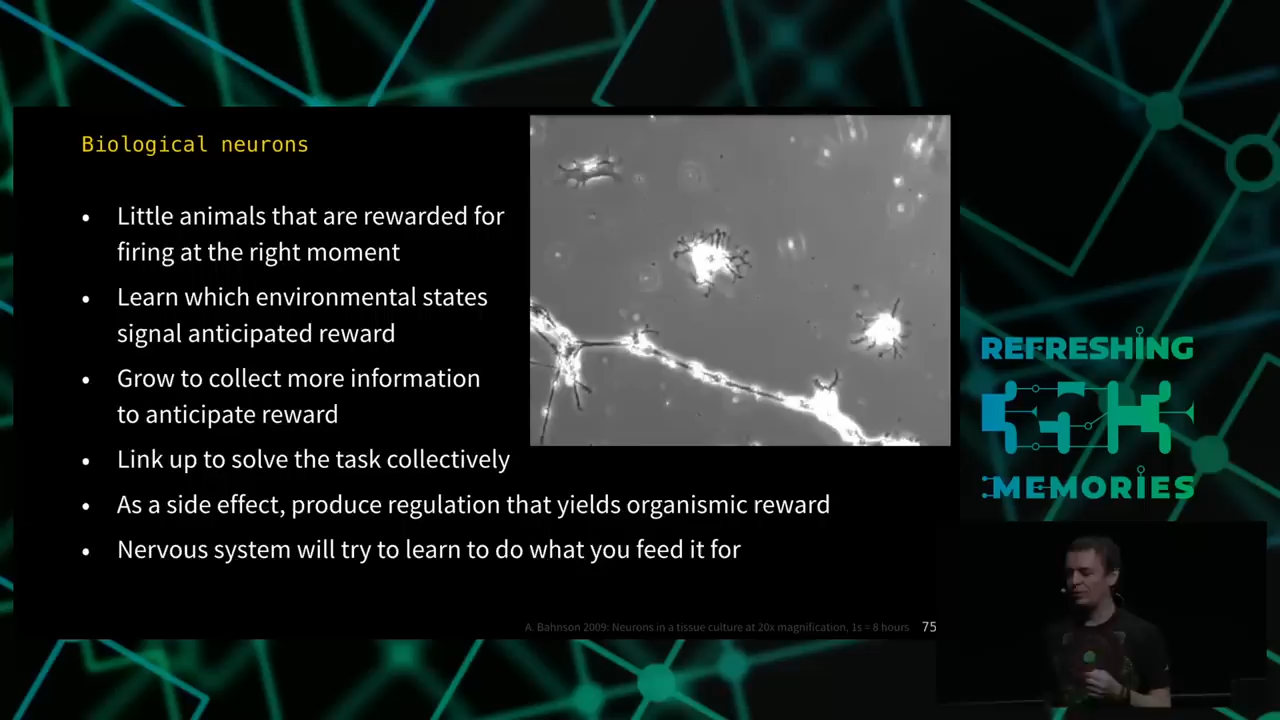 Biological neurons
• Little animals that are rewarded for
firing at the right moment
• Learn which environmental states
signal anticipated reward
• Grow to collect more information
to anticipate reward
• Link up to solve the task collectively
• As a side effect, produce regulation that yields organismic reward
• Nervous system will try to learn to do what you feed it for
A. Bahnson 2009: Neurons in a tissue culture at 20x magnification, 1s = 8 hours
75
REFRESHING
MEMORIES